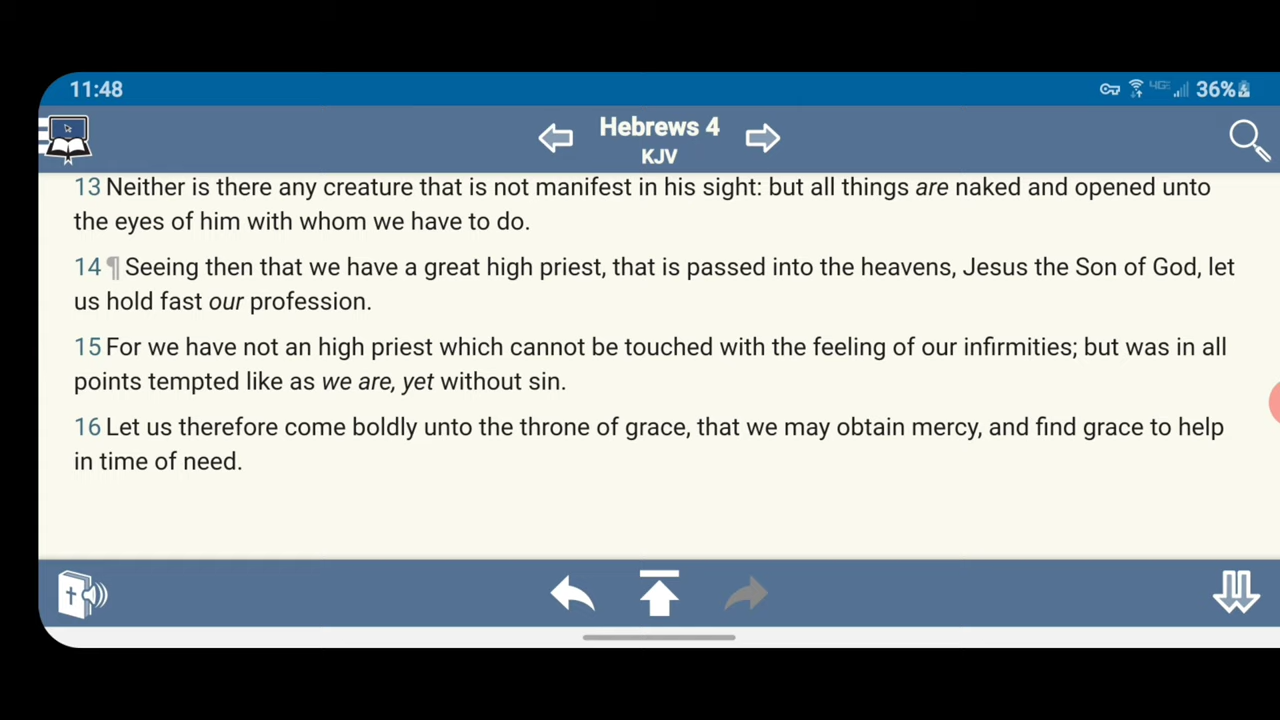 11:48
4GE 36%
Hebrews 4
KJV
13 Neither is there any creature that is not manifest in his sight: but all things are naked and opened unto
the eyes of him with whom we have to do.
14 ¶ Seeing then that we have a great high priest, that is passed into the heavens, Jesus the Son of God, let
us hold fast our profession.
15 For we have not an high priest which cannot be touched with the feeling of our infirmities; but was in all
points tempted like as we are, yet without sin.
16 Let us therefore come boldly unto the throne of grace, that we may obtain mercy, and find grace to help
in time of need.